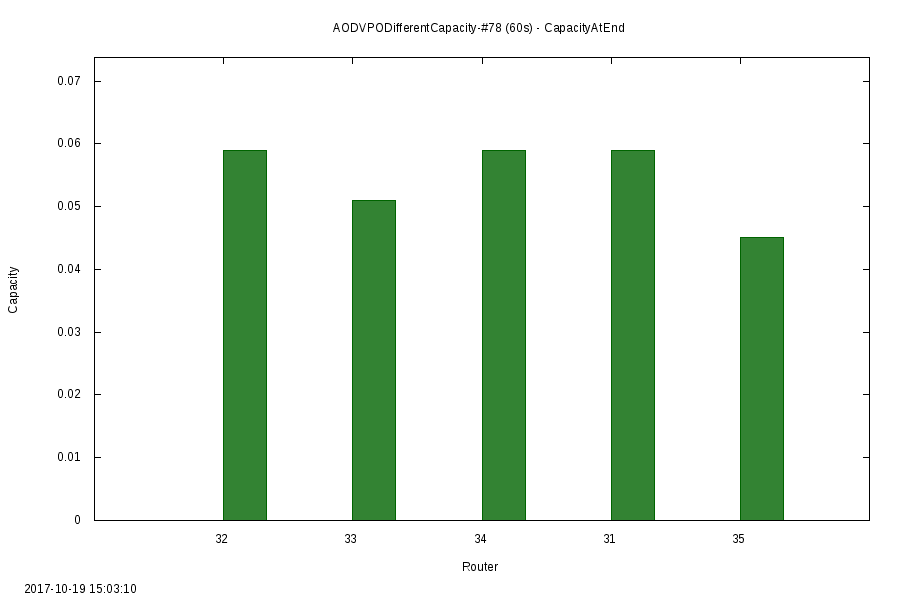 AODVPODifferentCapacity-#78 (60s) - CapacityAtEnd
0.07
0.06
0.05
0.04
0.03
0.02
0.01
0
Capacity
32 33 34 31 35
Router
2017-10-19 15:03:10